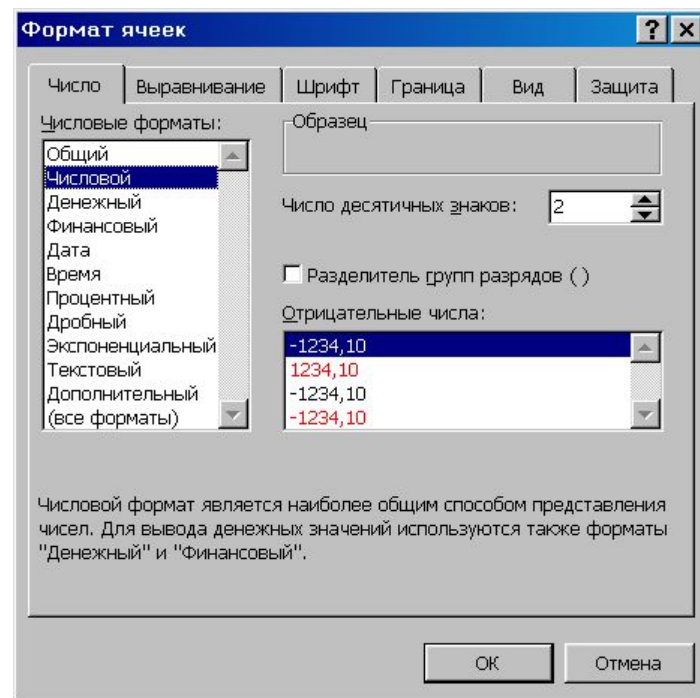 Формат ячеек
Число
Выравнивание
Шрифт
Граница
Вид
Защита
Числовые форматы:
Общий
Числовой
Денежный
Финансовый
Дата
Время
Процентный
Дробный
Экспоненциальный
Текстовый
Дополнительный
(все форматы)
Образец
Число десятичных знаков: 2
Разделитель групп разрядов ( )
Отрицательные числа:
-1234,10
1234,10
-1234,10
-1234,10
Числовой формат является наиболее общим способом представления
чисел. Для вывода денежных значений используются также форматы
"Денежный" и "Финансовый".
ОК
Отмена